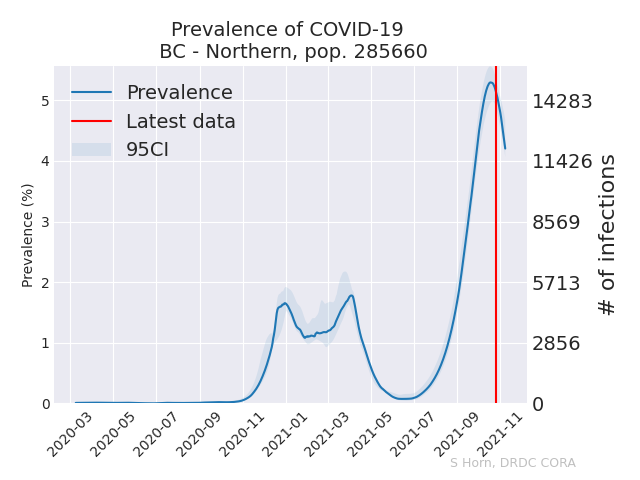 Prevalence of COVID-19
BC - Northern, pop. 285660
Prevalence
Latest data
95CI
Prevalence (%)
5
4
3
2
1
0
14283
11426
8569
5713
2856
0
# of infections
2020-03
2020-05
2020-07
2020-09
2020-11
2021-01
2021-03
2021-05
2021-07
2021-09
2021-11
S Horn, DRDC CORA